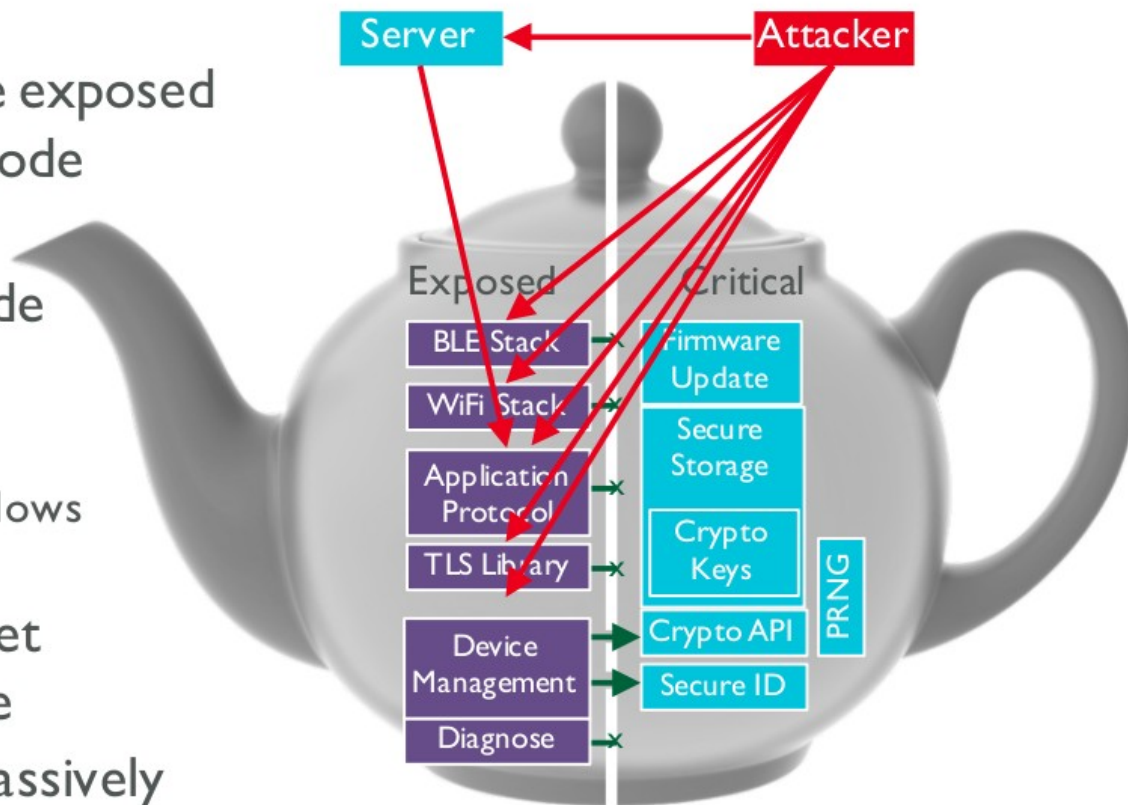 e exposed
ode
de
lows
et
e
assively
Server
Attacker
Exposed
Critical
BLE Stack
WiFi Stack
Application
Protocol
TLS Library
Device
Management
Diagnose
Firmware
Update
Secure
Storage
Crypto
Keys
PRNG
Crypto API
Secure ID